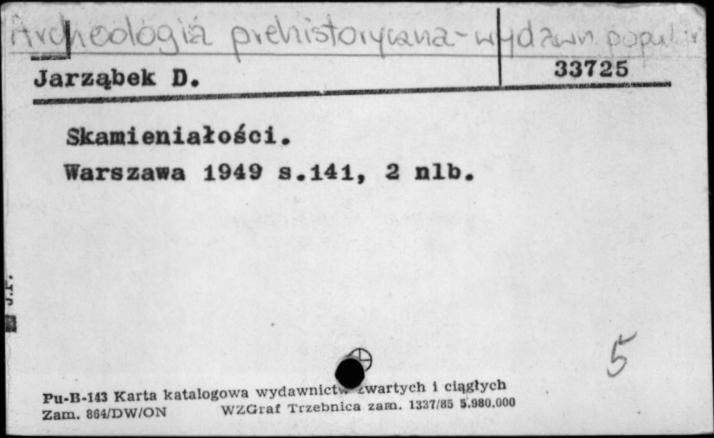 Archeologia prehistoryczna - wydawn. popular
Jarząbek D.
33725
Skamieniałości.
Warszawa 1949 s.141, 2 nlb.
J.P.
5
Pu-B-143 Karta katalogowa wydawnictw zwartych i ciągłych
Zam. 864/DW/ON WZGraf Trzebnica zam. 1337/85 5.980.000